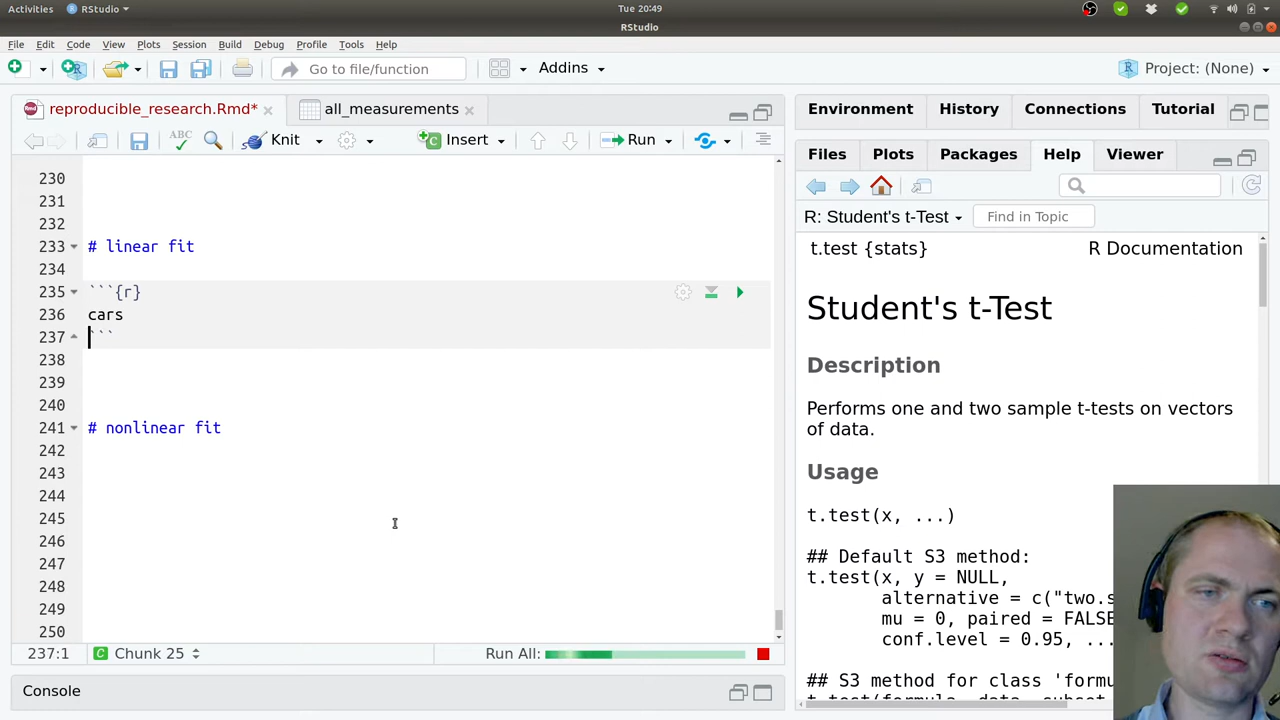 Activities RStudio Tue 20:49
RStudio
File Edit Code View Plots Session Build Debug Profile Tools Help
Go to file/function Addins Project: (None)
reproducible_research.Rmd* all_measurements
Environment History Connections Tutorial
ABC Knit Insert Run
Files Plots Packages Help Viewer
230
231
232
233 # linear fit
234
235 ```{r}
236 cars
237 ```
238
239
240
241 # nonlinear fit
242
243
244
245
246
247
248
249
250
237:1 Chunk 25 Run All:
Console
R: Student's t-Test Find in Topic
t.test {stats} R Documentation
Student's t-Test
Description
Performs one and two sample t-tests on vectors
of data.
Usage
t.test(x, ...)
## Default S3 method:
t.test(x, y = NULL,
alternative = c("two.s
mu = 0, paired = FALSE
conf.level = 0.95, ...
## S3 method for class 'formu